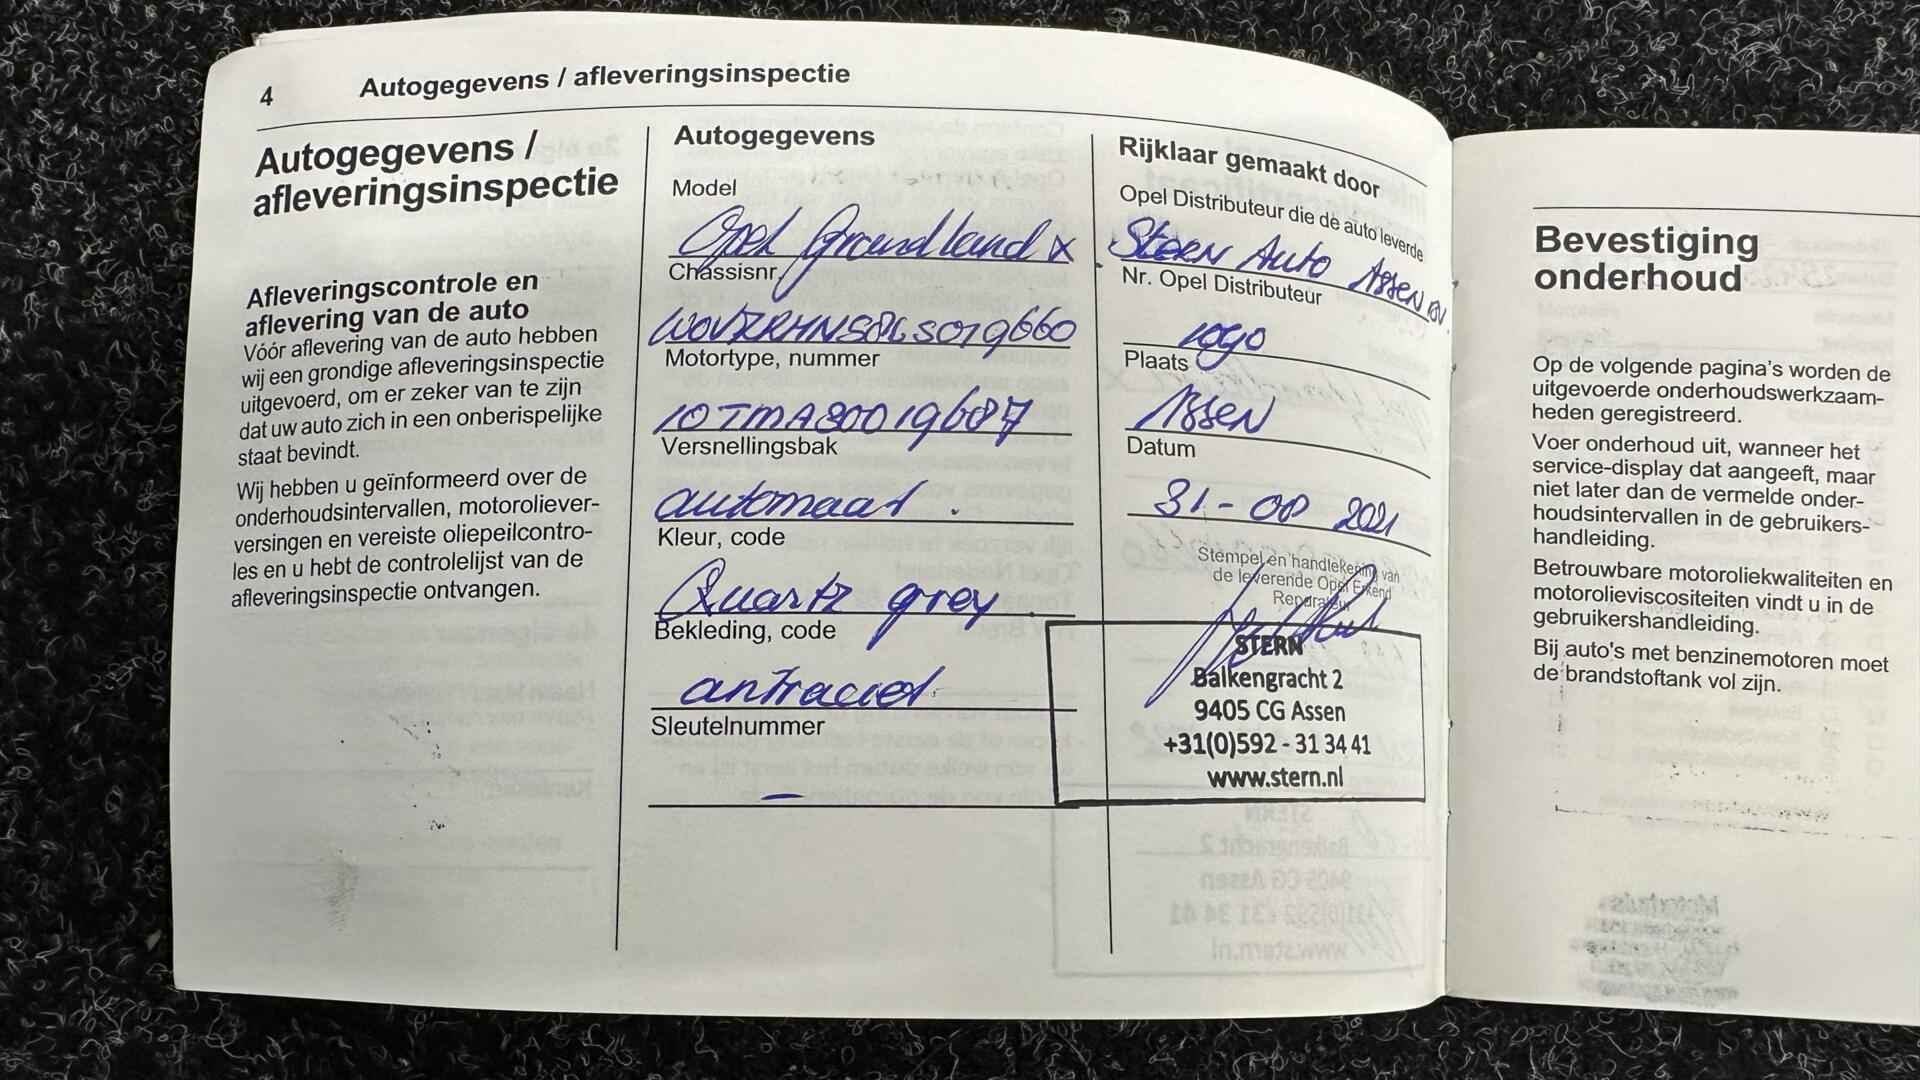 4
Autogegevens / afleveringsinspectie
Autogegevens /
afleveringsinspectie
Afleveringscontrole en
aflevering van de auto
Vóór aflevering van de auto hebben
wij een grondige afleveringsinspectie
uitgevoerd, om er zeker van te zijn
dat uw auto zich in een onberispelijke
staat bevindt.
Wij hebben u geïnformeerd over de
onderhoudsintervallen, motoroliever-
versingen en vereiste oliepeilcontro-
les en u hebt de controlelijst van de
afleveringsinspectie ontvangen.
Autogegevens
Model
Opel Grandland X
Chassisnr.
Motortype, nummer
Versnellingsbak
automaat.
Kleur, code
Quartz grey
Bekleding, code
antraciet
Sleutelnummer
—
Rijklaar gemaakt door
Opel Distributeur die de auto leverde
Stern Auto Assen BV.
Nr. Opel Distributeur
Plaats
Assen
Datum
31-08 2021
Stempel en handtekening van
de leverende Opel Erkend
Reparateur
STERN
Balkengracht 2
9405 CG Assen
+31(0)592 - 31 34 41
www.stern.nl
Bevestiging
onderhoud
Op de volgende pagina's worden de
uitgevoerde onderhoudswerkzaam-
heden geregistreerd.
Voer onderhoud uit, wanneer het
service-display dat aangeeft, maar
niet later dan de vermelde onder-
houdsintervallen in de gebruikers-
handleiding.
Betrouwbare motoroliekwaliteiten en
motorolieviscositeiten vindt u in de
gebruikershandleiding.
Bij auto's met benzinemotoren moet
de brandstoftank vol zijn.